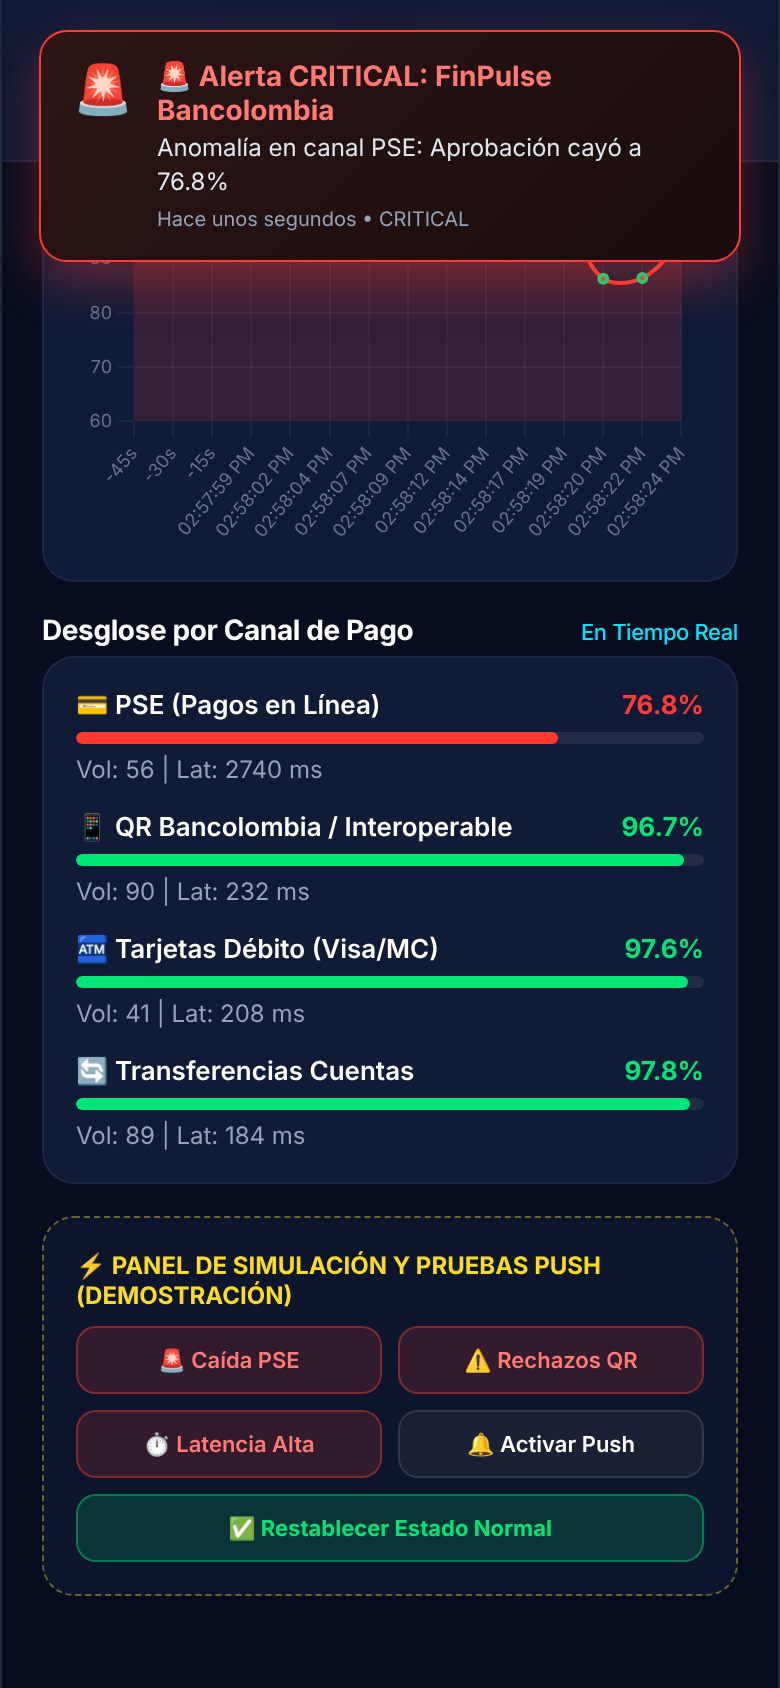 🚨 Alerta CRITICAL: FinPulse
Bancolombia
Anomalía en canal PSE: Aprobación cayó a
76.8%
Hace unos segundos • CRITICAL
80
70
60
-45s
-30s
-15s
02:57:59 PM
02:58:02 PM
02:58:04 PM
02:58:07 PM
02:58:09 PM
02:58:12 PM
02:58:14 PM
02:58:17 PM
02:58:19 PM
02:58:20 PM
02:58:22 PM
02:58:24 PM
Desglose por Canal de Pago
En Tiempo Real
💳 PSE (Pagos en Línea) 76.8%
Vol: 56 | Lat: 2740 ms
📱 QR Bancolombia / Interoperable 96.7%
Vol: 90 | Lat: 232 ms
🏧 Tarjetas Débito (Visa/MC) 97.6%
Vol: 41 | Lat: 208 ms
🔄 Transferencias Cuentas 97.8%
Vol: 89 | Lat: 184 ms
⚡ PANEL DE SIMULACIÓN Y PRUEBAS PUSH
(DEMOSTRACIÓN)
🚨 Caída PSE
⚠️ Rechazos QR
⏱️ Latencia Alta
🔔 Activar Push
✅ Restablecer Estado Normal